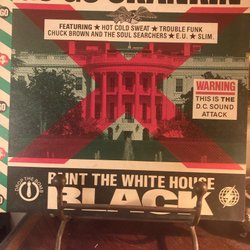 FEATURING ★ HOT COLD SWEAT ★ TROUBLE FUNK
CHUCK BROWN AND THE SOUL SEARCHERS ★ E.U. ★ SLIM.
WARNING
THIS IS THE
D.C. SOUND
ATTACK
PAINT THE WHITE HOUSE
BLACK